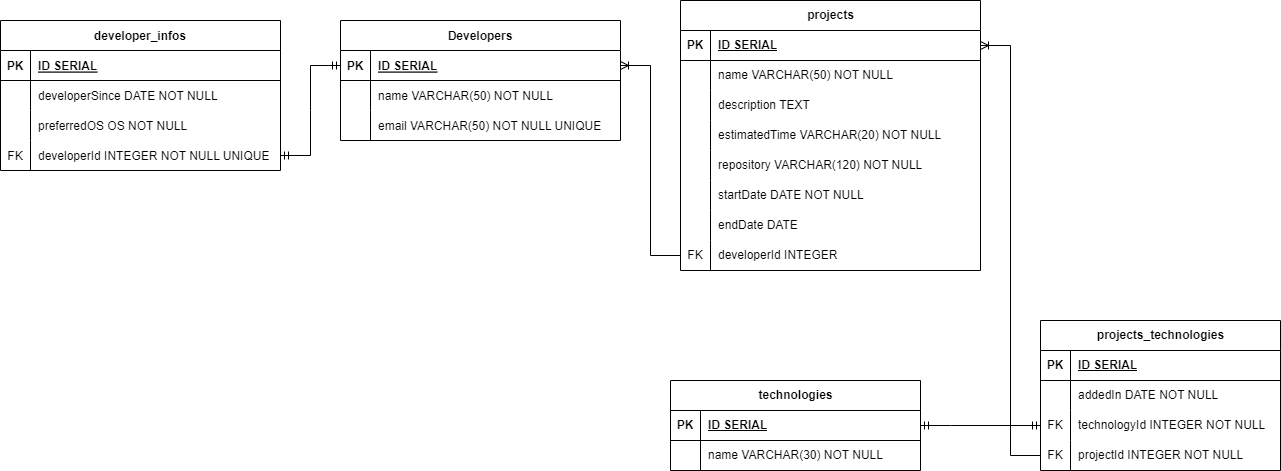 developer_infos
PK ID SERIAL
developerSince DATE NOT NULL
preferredOS OS NOT NULL
FK developerId INTEGER NOT NULL UNIQUE
Developers
PK ID SERIAL
name VARCHAR(50) NOT NULL
email VARCHAR(50) NOT NULL UNIQUE
projects
PK ID SERIAL
name VARCHAR(50) NOT NULL
description TEXT
estimatedTime VARCHAR(20) NOT NULL
repository VARCHAR(120) NOT NULL
startDate DATE NOT NULL
endDate DATE
FK developerId INTEGER
technologies
PK ID SERIAL
name VARCHAR(30) NOT NULL
projects_technologies
PK ID SERIAL
addedIn DATE NOT NULL
FK technologyId INTEGER NOT NULL
FK projectId INTEGER NOT NULL